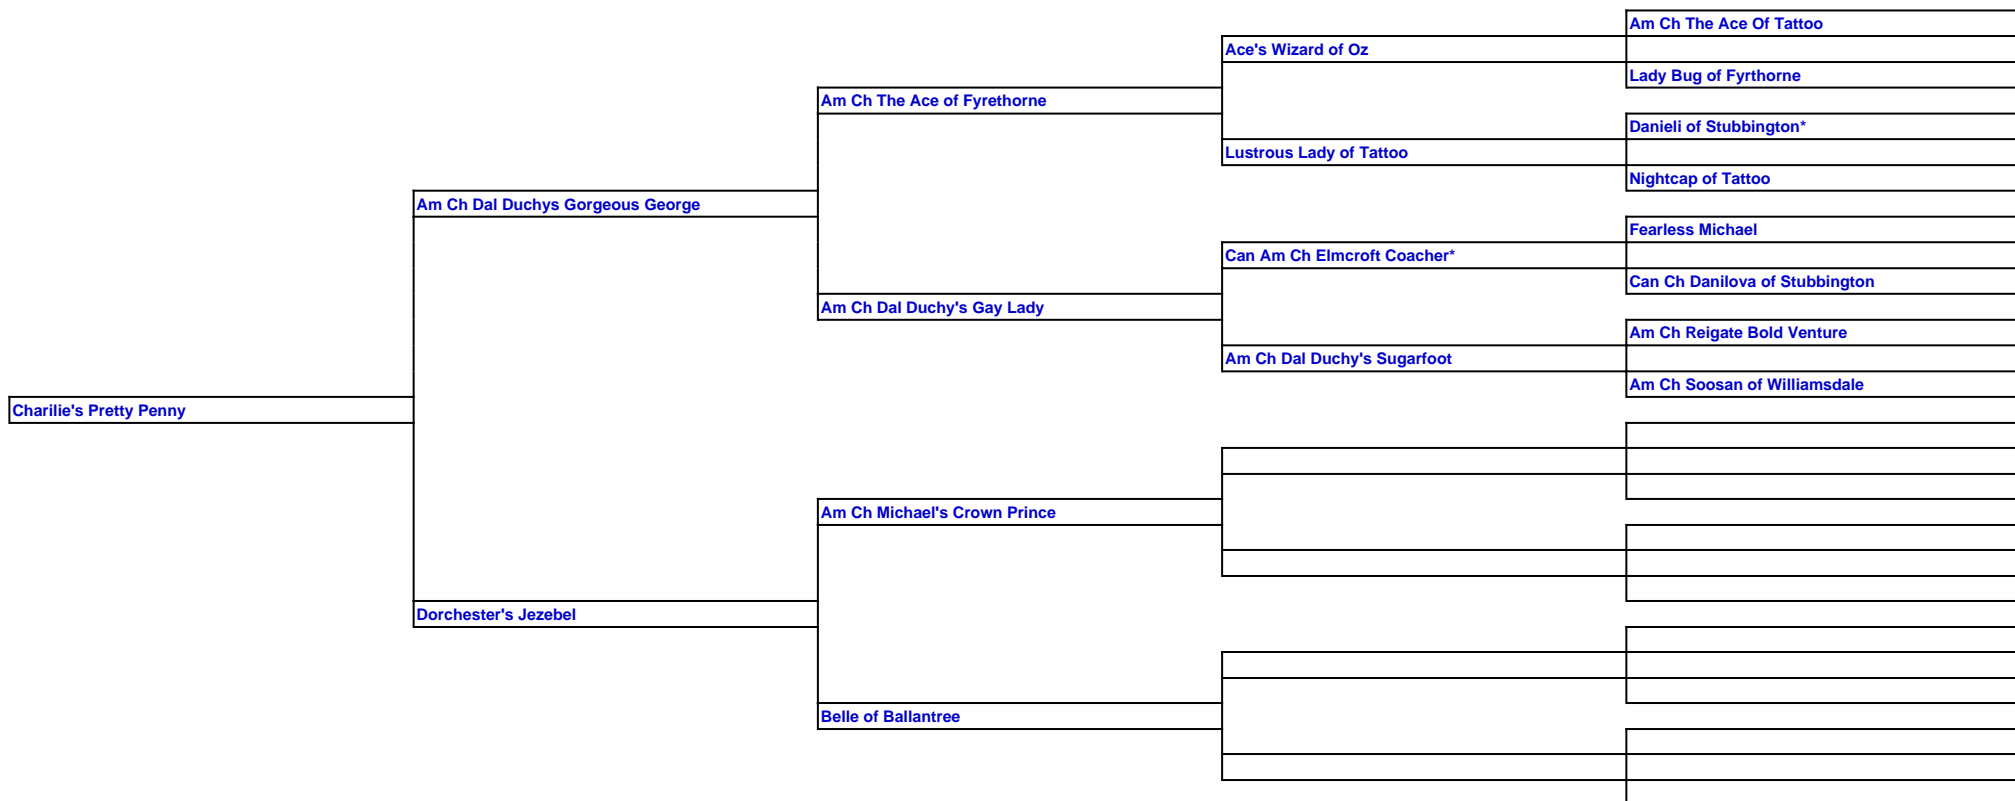 Am Ch The Ace Of Tattoo
Ace's Wizard of Oz
Lady Bug of Fyrthorne
Am Ch The Ace of Fyrethorne
Danieli of Stubbington*
Lustrous Lady of Tattoo
Nightcap of Tattoo
Am Ch Dal Duchys Gorgeous George
Fearless Michael
Can Am Ch Elmcroft Coacher*
Can Ch Danilova of Stubbington
Am Ch Dal Duchy's Gay Lady
Am Ch Reigate Bold Venture
Am Ch Dal Duchy's Sugarfoot
Am Ch Soosan of Williamsdale
Charilie's Pretty Penny
Am Ch Michael's Crown Prince
Dorchester's Jezebel
Belle of Ballantree